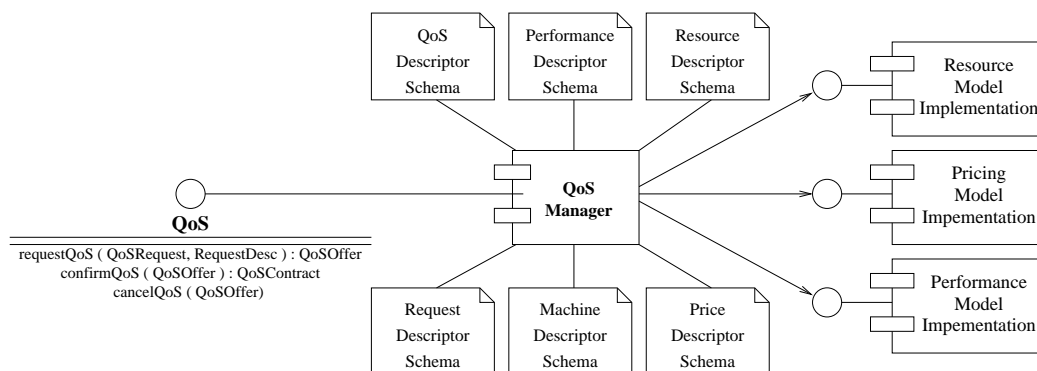 QoS
Descriptor
Schema
Performance
Descriptor
Schema
Resource
Descriptor
Schema
Resource
Model
Implementation
QoS
Manager
Pricing
Model
Impementation
QoS
requestQoS ( QoSRequest, RequestDesc ) : QoSOffer
confirmQoS ( QoSOffer ) : QoSContract
cancelQoS ( QoSOffer)
Request
Descriptor
Schema
Machine
Descriptor
Schema
Price
Descriptor
Schema
Performance
Model
Impementation